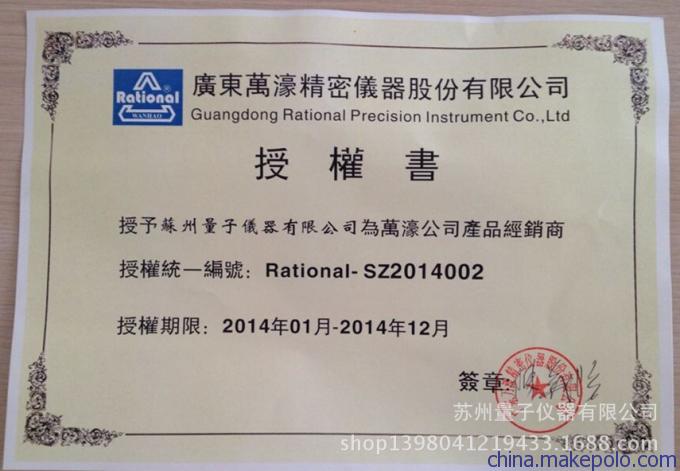 Rational®
WANHAO
廣東萬濠精密儀器股份有限公司
Guangdong Rational Precision Instrument Co.,Ltd
授權書
授予蘇州量子儀器有限公司為萬濠公司產品經銷商
授權統一編號：Rational-SZ2014002
授權期限：2014年01月-2014年12月
簽章:
苏州量子仪器有限公司
shop1398041219433.1688.com
china.makepolo.com